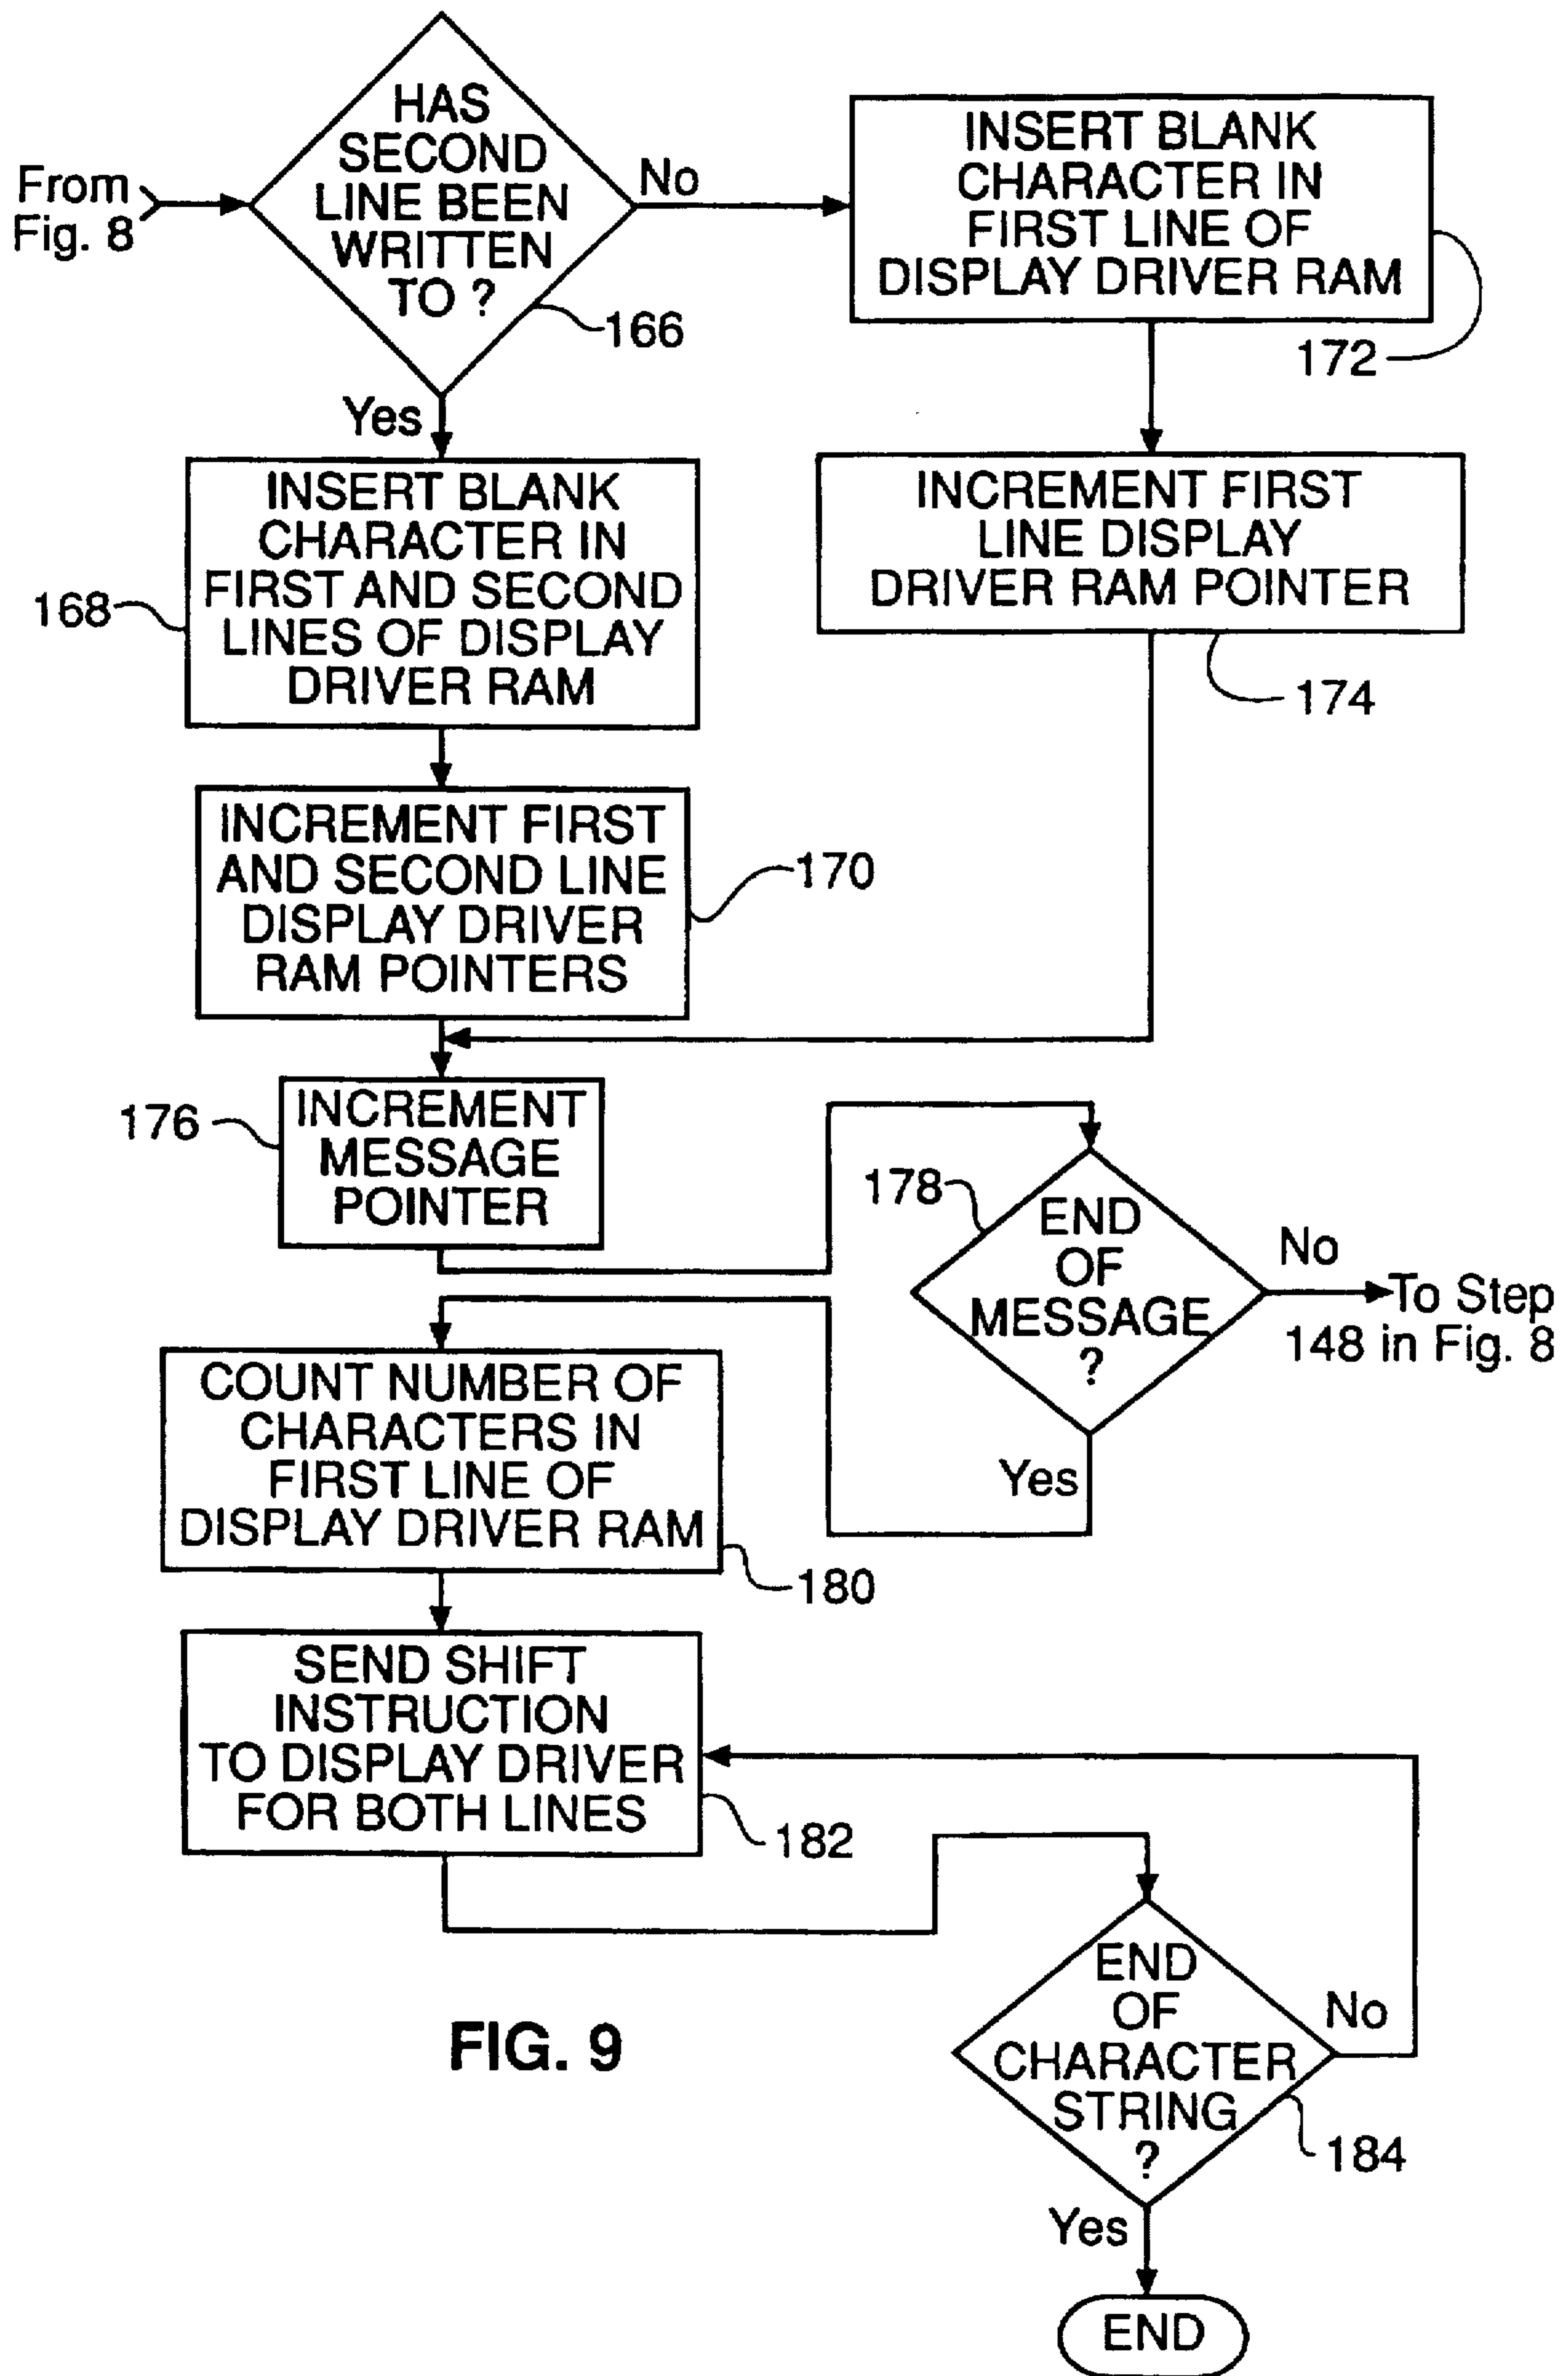 From
Fig. 8
HAS
SECOND
LINE BEEN
WRITTEN
TO ?
166
No
Yes
INSERT BLANK
CHARACTER IN
FIRST LINE OF
DISPLAY DRIVER RAM
172
INCREMENT FIRST
LINE DISPLAY
DRIVER RAM POINTER
174
INSERT BLANK
CHARACTER IN
FIRST AND SECOND
LINES OF DISPLAY
DRIVER RAM
168
INCREMENT FIRST
AND SECOND LINE
DISPLAY DRIVER
RAM POINTERS
170
INCREMENT
MESSAGE
POINTER
176
END
OF
MESSAGE
?
178
No
To Step
148 in Fig. 8
Yes
COUNT NUMBER OF
CHARACTERS IN
FIRST LINE OF
DISPLAY DRIVER RAM
180
SEND SHIFT
INSTRUCTION
TO DISPLAY DRIVER
FOR BOTH LINES
182
END
OF
CHARACTER
STRING
?
184
No
Yes
END
FIG. 9